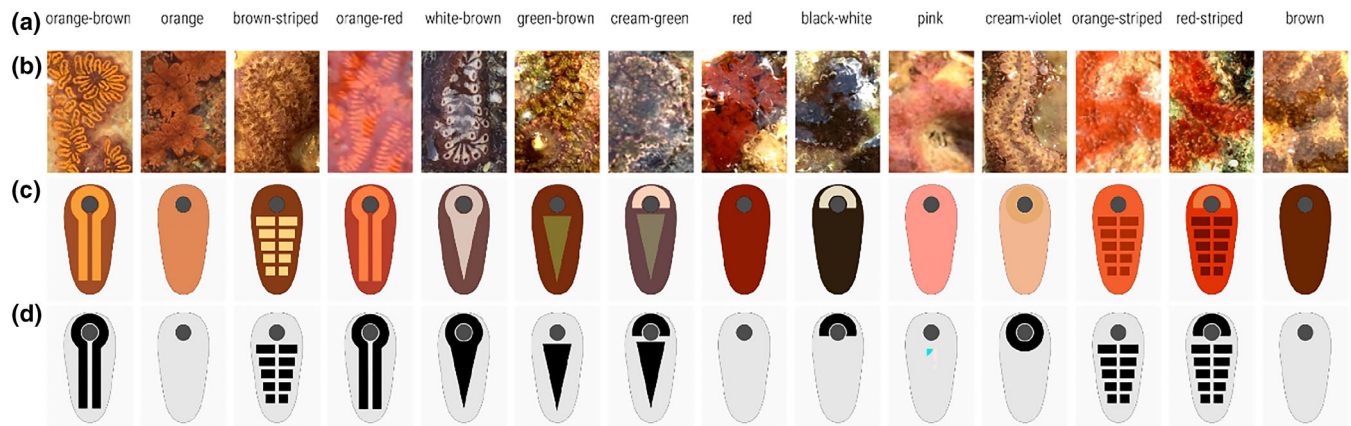 (a) orange-brown orange brown-striped orange-red white-brown green-brown cream-green red black-white pink cream-violet orange-striped red-striped brown
(b)
(c)
(d)